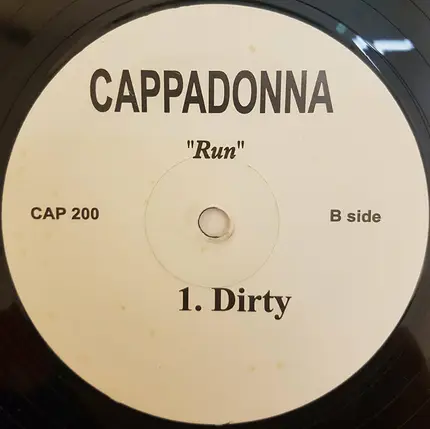 CAPPADONNA
"Run"
CAP 200
B side
1. Dirty